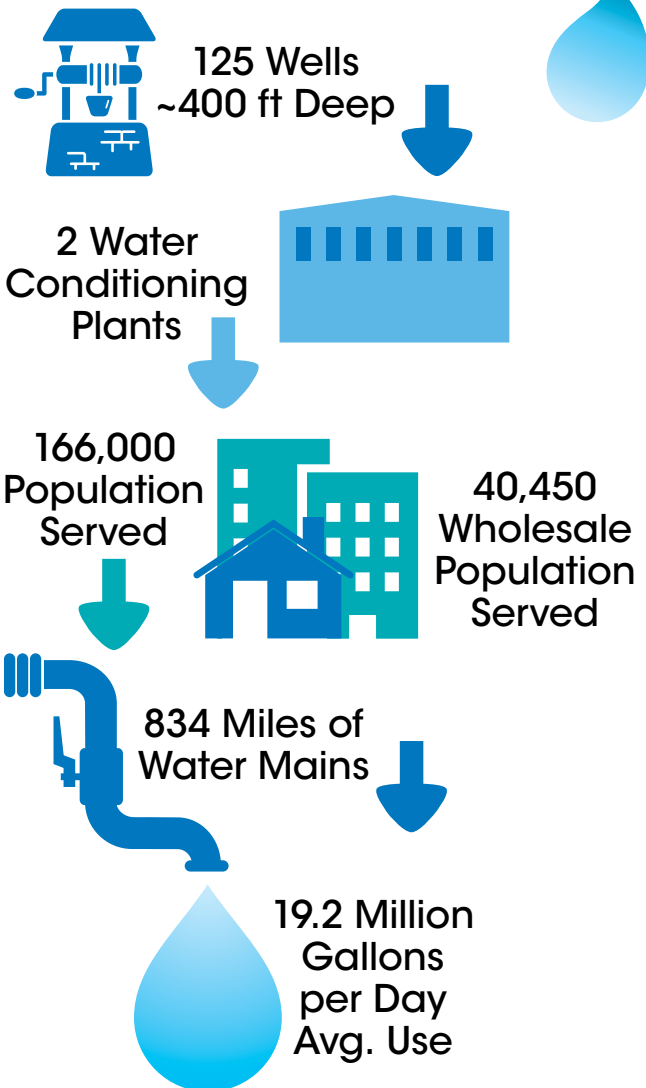 125 Wells
~400 ft Deep
2 Water
Conditioning
Plants
166,000
Population
Served
40,450
Wholesale
Population
Served
834 Miles of
Water Mains
19.2 Million
Gallons
per Day
Avg. Use